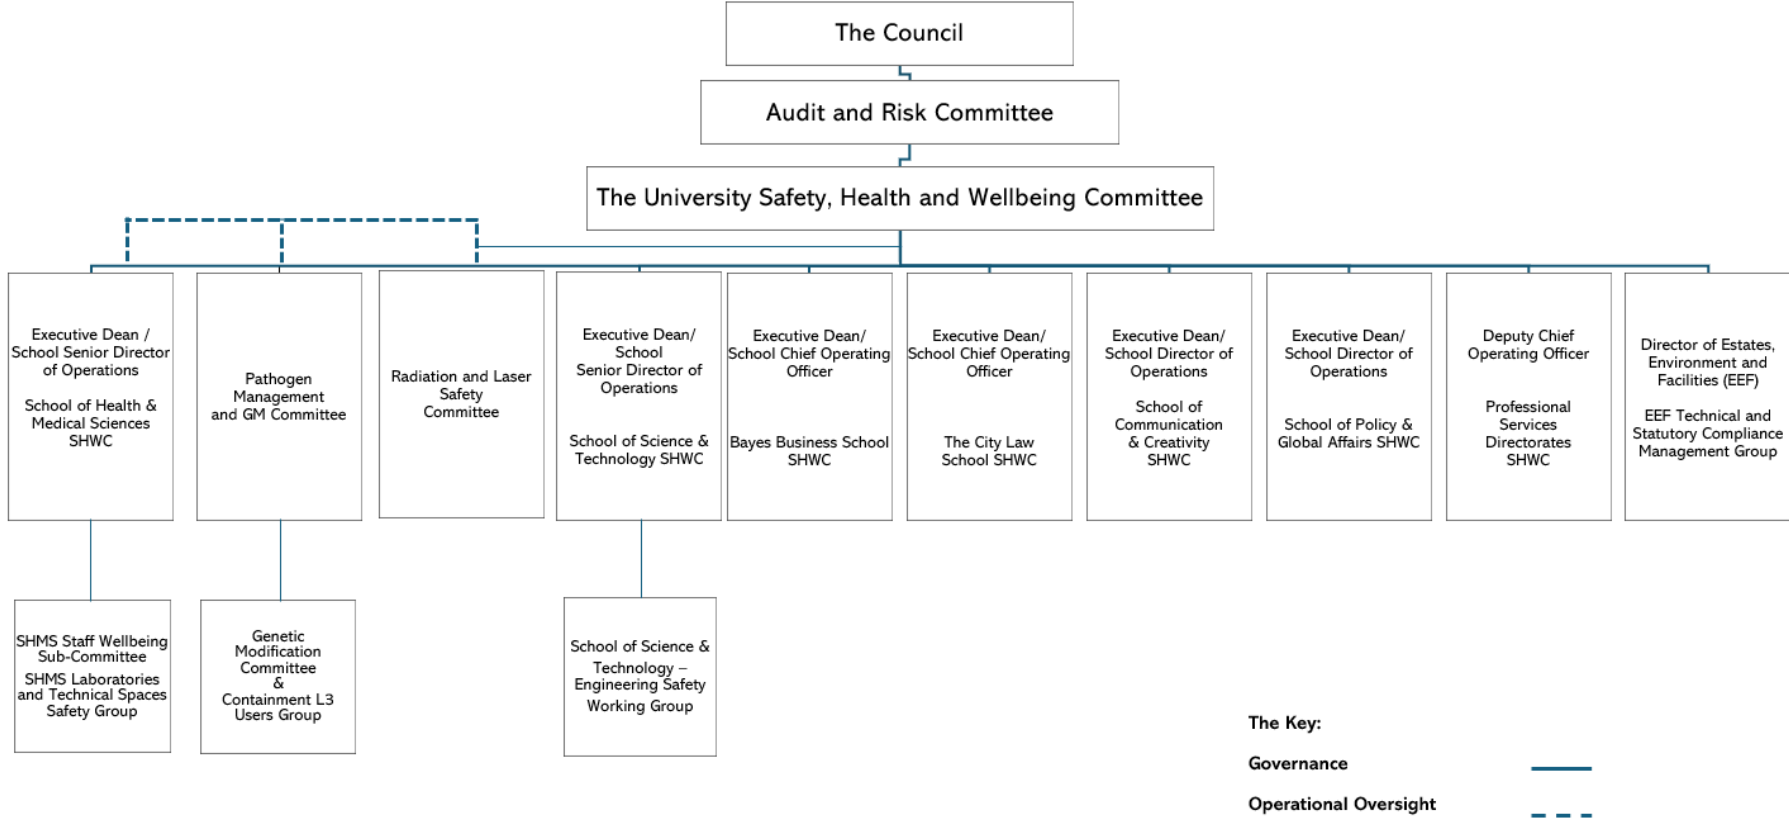 The Council
Audit and Risk Committee
The University Safety, Health and Wellbeing Committee
Executive Dean /
School Senior Director
of Operations
School of Health &
Medical Sciences
SHWC
Pathogen
Management
and GM Committee
Radiation and Laser
Safety
Committee
Executive Dean/
School
Senior Director of
Operations
School of Science &
Technology SHWC
Executive Dean/
School Chief Operating
Officer
Bayes Business School
SHWC
Executive Dean/
School Chief Operating
Officer
The City Law
School SHWC
Executive Dean/
School Director of
Operations
School of
Communication
& Creativity
SHWC
Executive Dean/
School Director of
Operations
School of Policy &
Global Affairs SHWC
Deputy Chief
Operating Officer
Professional
Services
Directorates
SHWC
Director of Estates,
Environment and
Facilities (EEF)
EEF Technical and
Statutory Compliance
Management Group
SHMS Staff Wellbeing
Sub-Committee
SHMS Laboratories
and Technical Spaces
Safety Group
Genetic
Modification
Committee
&
Containment L3
Users Group
School of Science &
Technology –
Engineering Safety
Working Group
The Key:
Governance
Operational Oversight